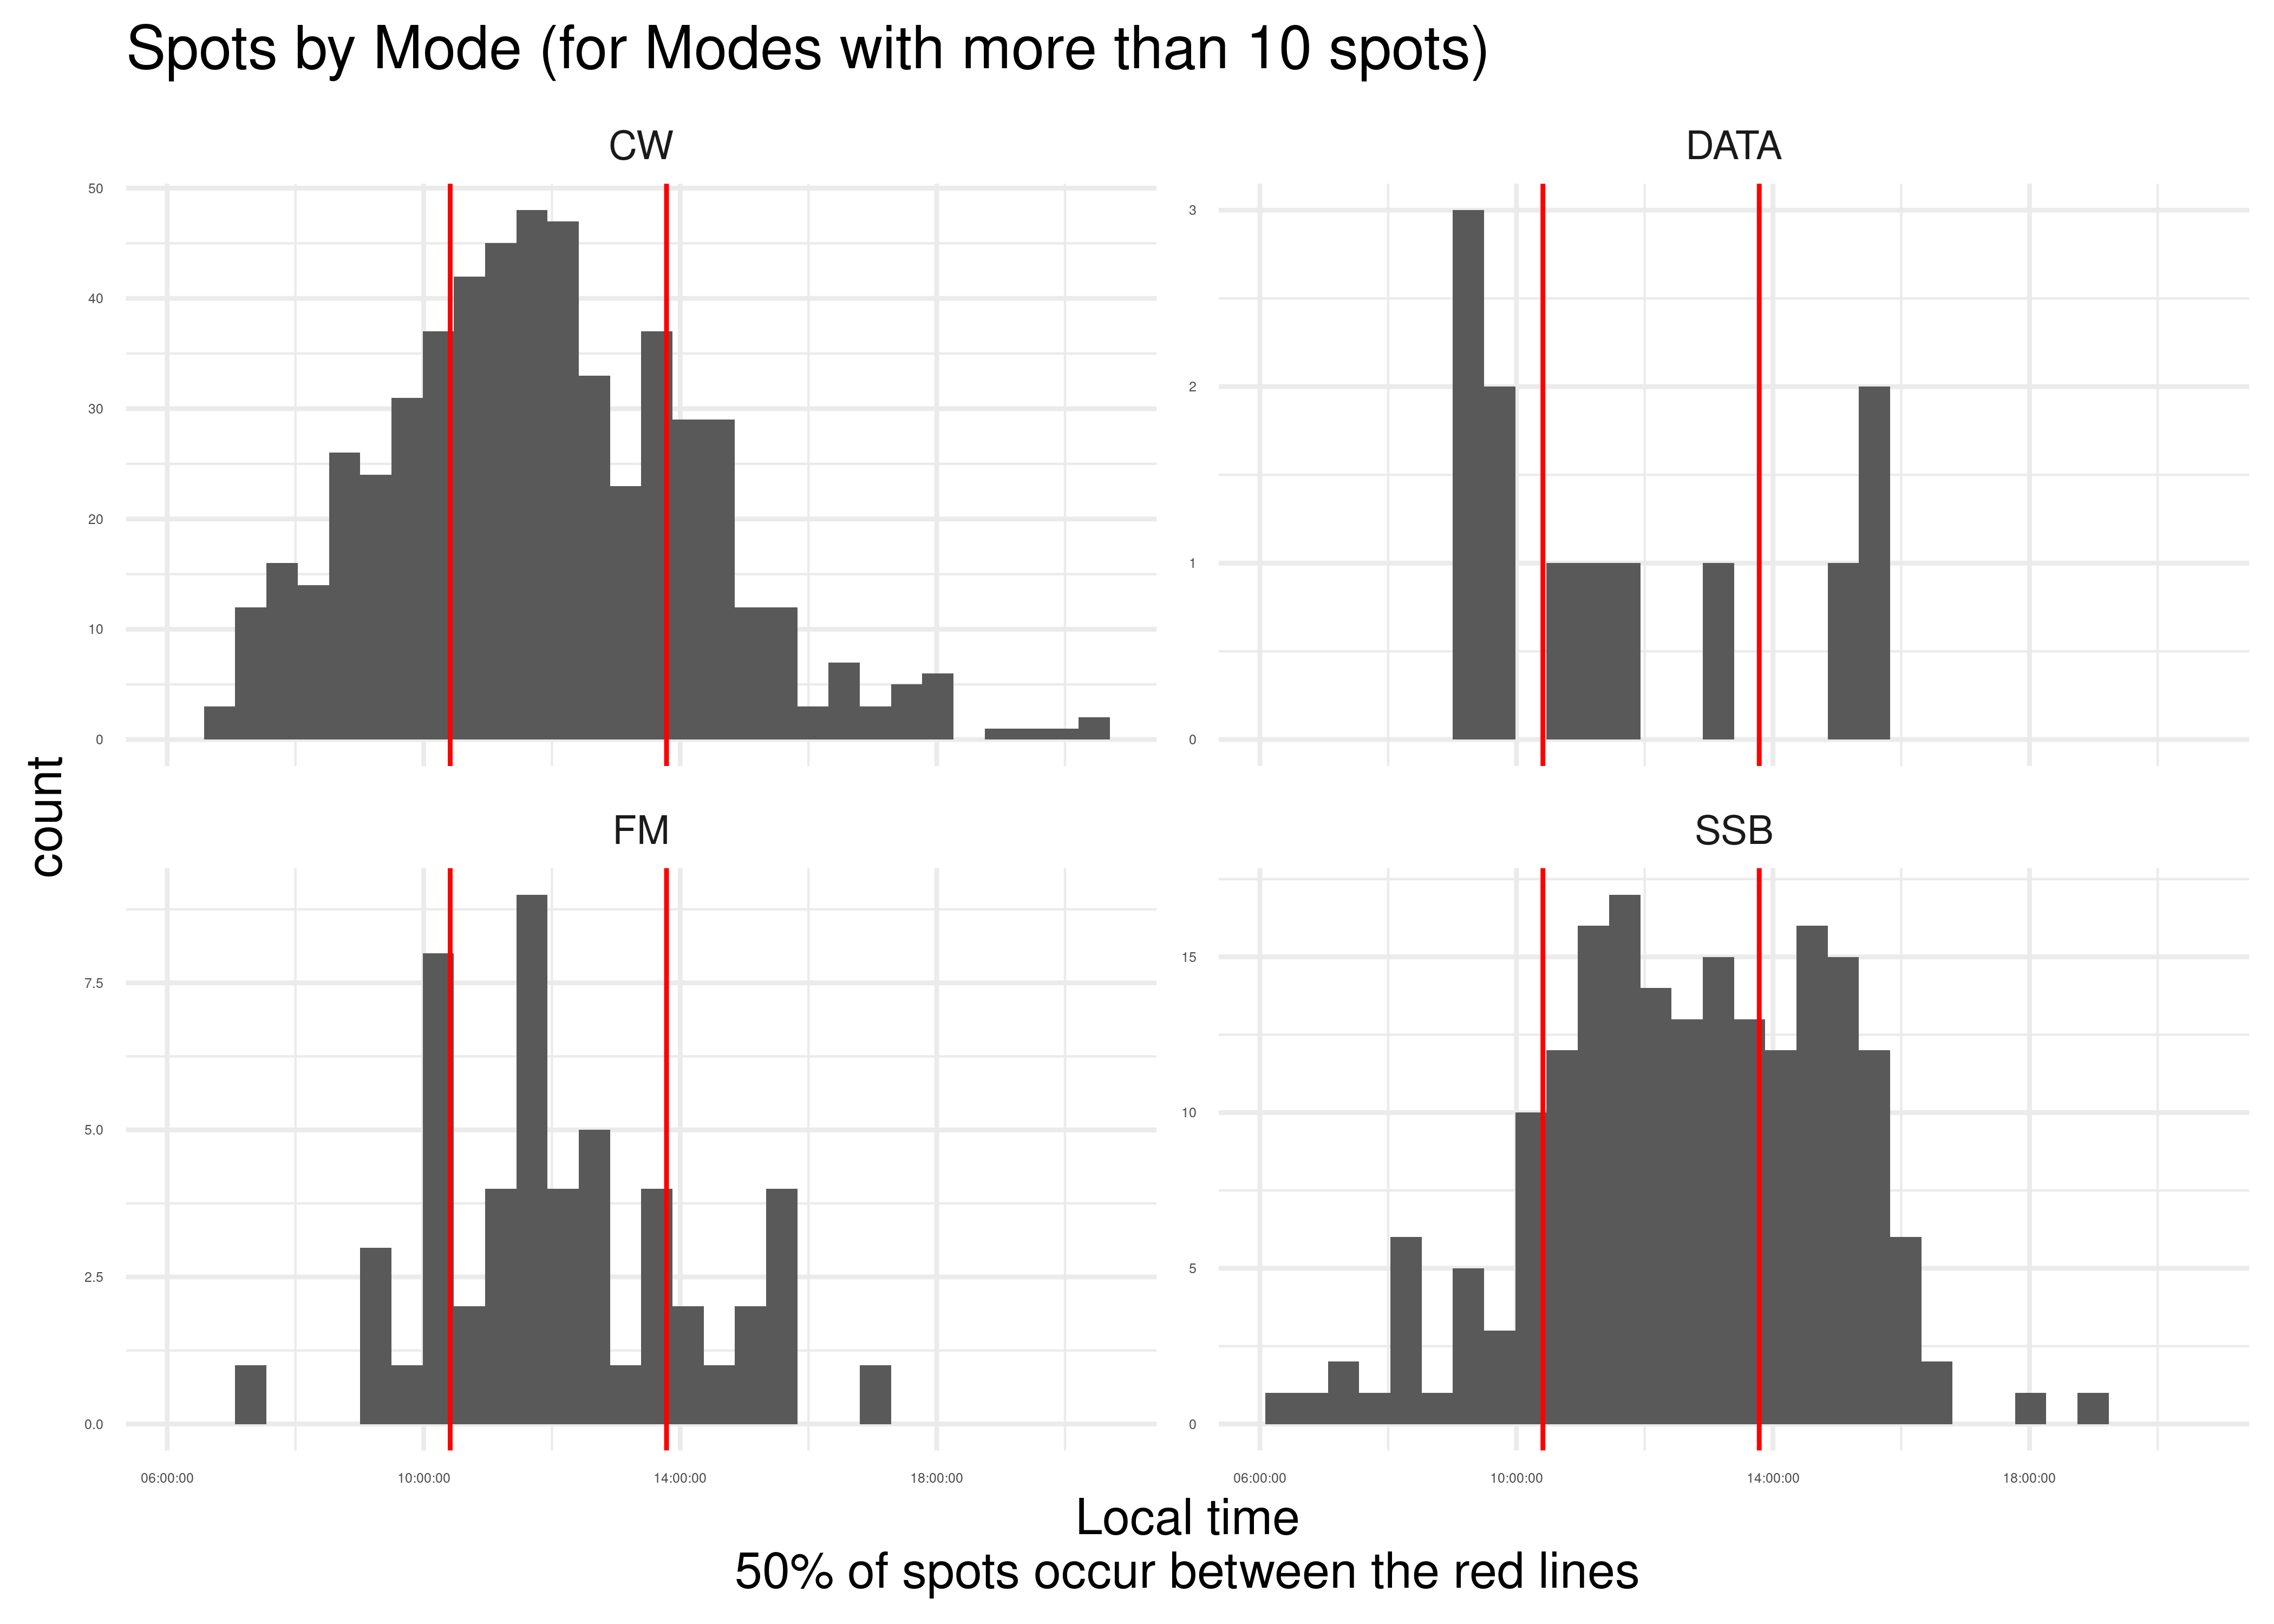 Spots by Mode (for Modes with more than 10 spots)
CW
DATA
50
40
30
20
10
0
3
2
1
0
count
FM
SSB
7.5
5.0
2.5
0.0
15
10
5
0
06:00:00 10:00:00 14:00:00 18:00:00
06:00:00 10:00:00 14:00:00 18:00:00
Local time
50% of spots occur between the red lines